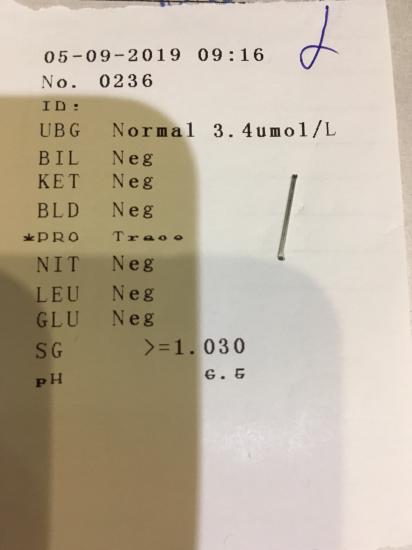 05-09-2019 09:16
No. 0236
ID:
UBG Normal 3.4umol/L
BIL Neg
KET Neg
BLD Neg
*PRO Trace
NIT Neg
LEU Neg
GLU Neg
SG >=1.030
pH 6.5